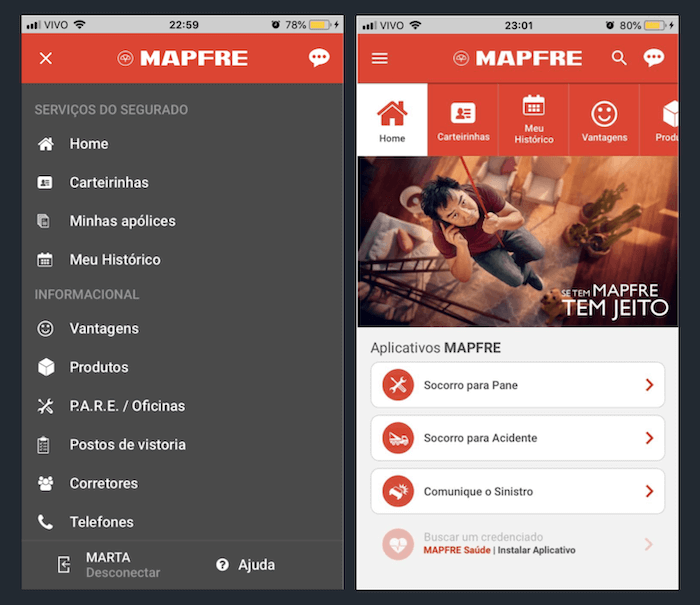 VIVO 22:59 78%
MAPFRE
SERVIÇOS DO SEGURADO
Home
Carteirinhas
Minhas apólices
Meu Histórico
INFORMACIONAL
Vantagens
Produtos
P.A.R.E. / Oficinas
Postos de vistoria
Corretores
Telefones
MARTA
Desconectar
Ajuda
VIVO 23:01 80%
MAPFRE
Home
Carteirinhas
Meu
Histórico
Vantagens
Produ
SE TEM MAPFRE
TEM JEITO
Aplicativos MAPFRE
Socorro para Pane
Socorro para Acidente
Comunique o Sinistro
Buscar um credenciado
MAPFRE Saúde | Instalar Aplicativo